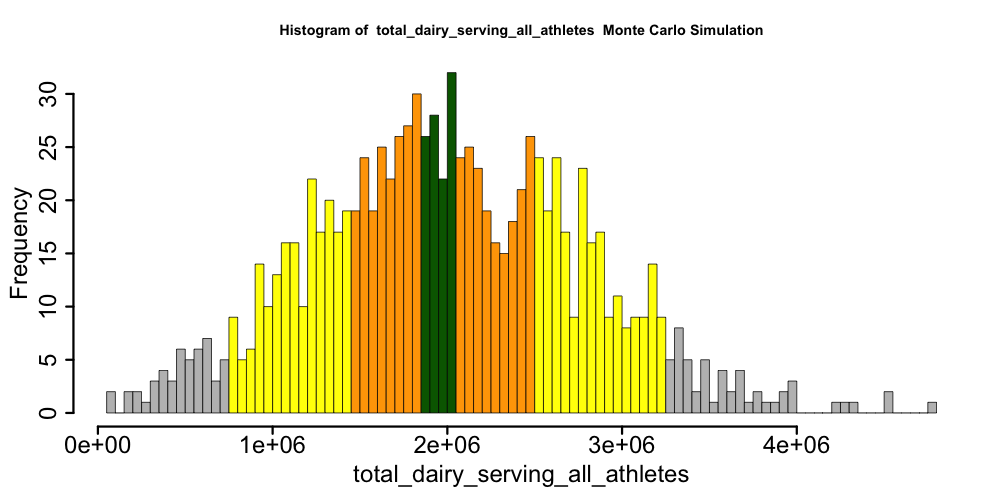 Histogram of  total_dairy_serving_all_athletes  Monte Carlo Simulation
Frequency
30
25
20
15
10
5
0
0e+00 1e+06 2e+06 3e+06 4e+06
total_dairy_serving_all_athletes